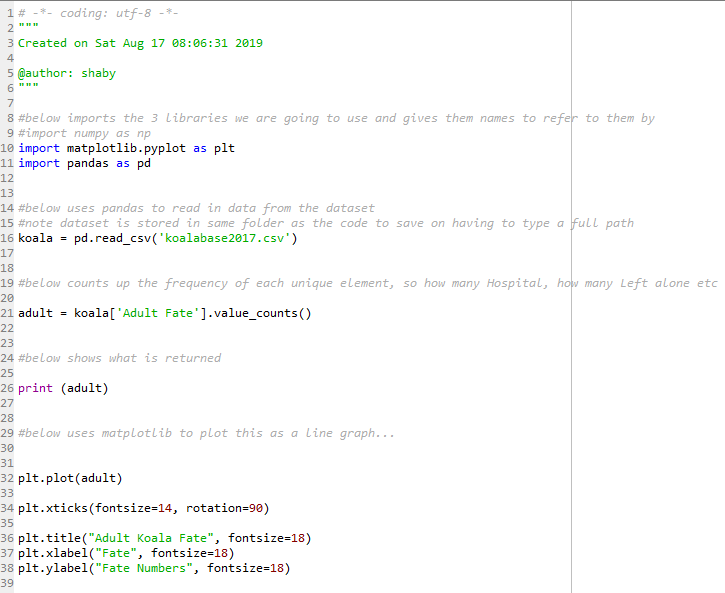 1 # -*- coding: utf-8 -*-
2 """
3 Created on Sat Aug 17 08:06:31 2019
4
5 @author: shaby
6 """
7
8 #below imports the 3 libraries we are going to use and gives them names to refer to them by
9 #import numpy as np
10 import matplotlib.pyplot as plt
11 import pandas as pd
12
13
14 #below uses pandas to read in data from the dataset
15 #note dataset is stored in same folder as the code to save on having to type a full path
16 koala = pd.read_csv('koalabase2017.csv')
17
18
19 #below counts up the frequency of each unique element, so how many Hospital, how many Left alone etc
20
21 adult = koala['Adult Fate'].value_counts()
22
23
24 #below shows what is returned
25
26 print (adult)
27
28
29 #below uses matplotlib to plot this as a line graph...
30
31
32 plt.plot(adult)
33
34 plt.xticks(fontsize=14, rotation=90)
35
36 plt.title("Adult Koala Fate", fontsize=18)
37 plt.xlabel("Fate", fontsize=18)
38 plt.ylabel("Fate Numbers", fontsize=18)
39